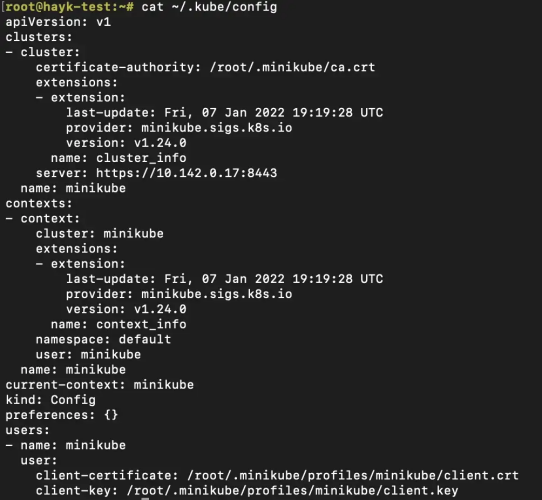 [root@hayk-test:~# cat ~/.kube/config
apiVersion: v1
clusters:
- cluster:
    certificate-authority: /root/.minikube/ca.crt
    extensions:
    - extension:
        last-update: Fri, 07 Jan 2022 19:19:28 UTC
        provider: minikube.sigs.k8s.io
        version: v1.24.0
      name: cluster_info
    server: https://10.142.0.17:8443
  name: minikube
contexts:
- context:
    cluster: minikube
    extensions:
    - extension:
        last-update: Fri, 07 Jan 2022 19:19:28 UTC
        provider: minikube.sigs.k8s.io
        version: v1.24.0
      name: context_info
    namespace: default
    user: minikube
  name: minikube
current-context: minikube
kind: Config
preferences: {}
users:
- name: minikube
  user:
    client-certificate: /root/.minikube/profiles/minikube/client.crt
    client-key: /root/.minikube/profiles/minikube/client.key